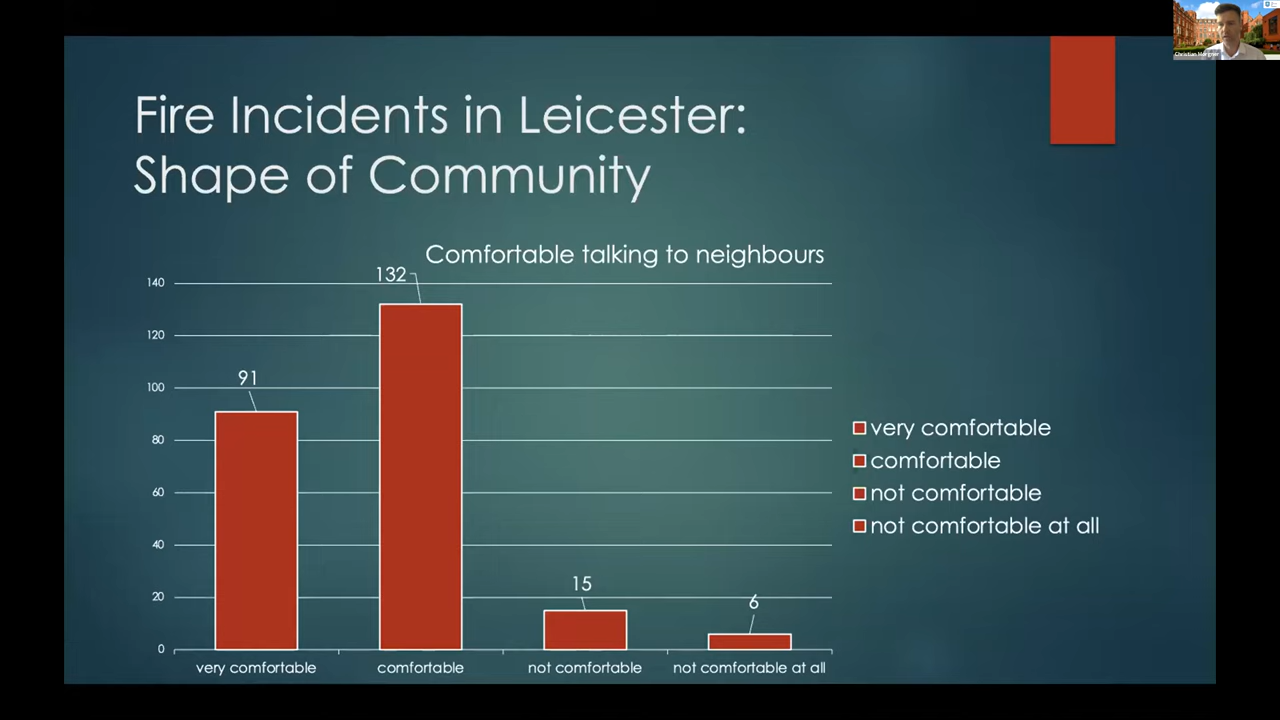 Fire Incidents in Leicester:
Shape of Community
Comfortable talking to neighbours
132
140
120
91
100
80
60
40
15
20
6
0
very comfortable
comfortable
not comfortable
not comfortable at all
very comfortable
comfortable
not comfortable
not comfortable at all
Christian